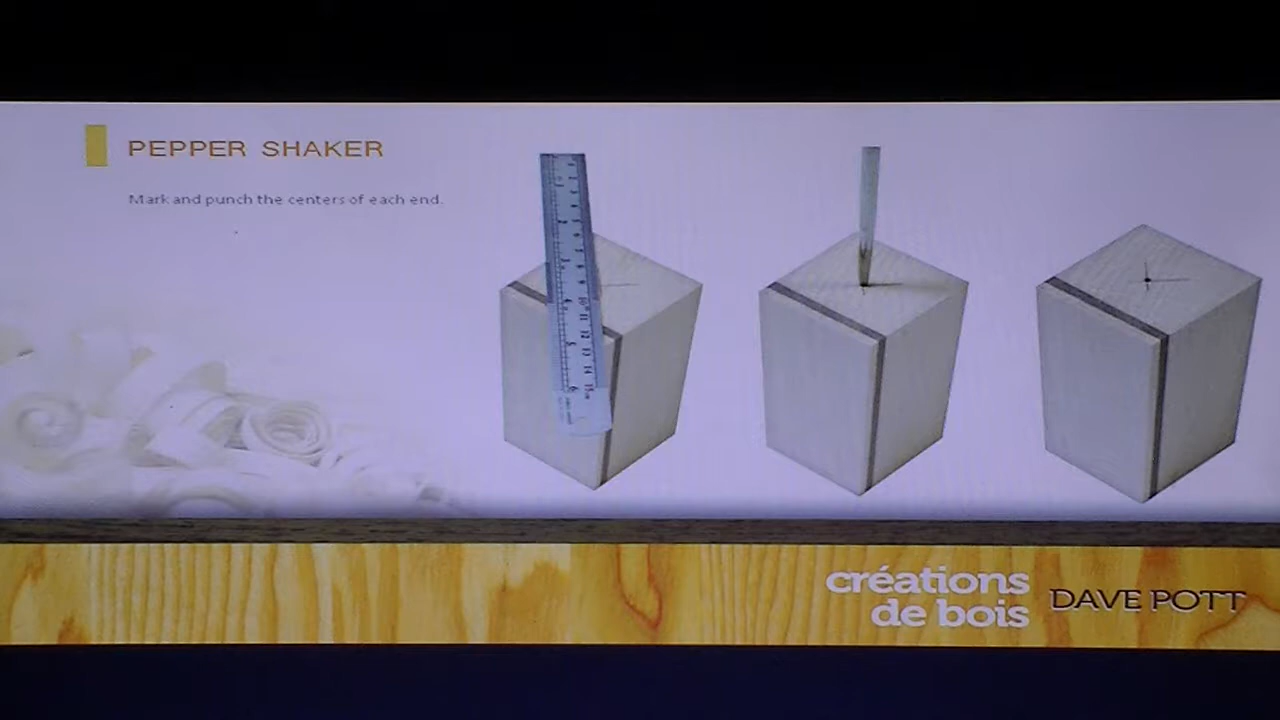 PEPPER SHAKER
Mark and punch the centers of each end.
créations
de bois
DAVE POTT